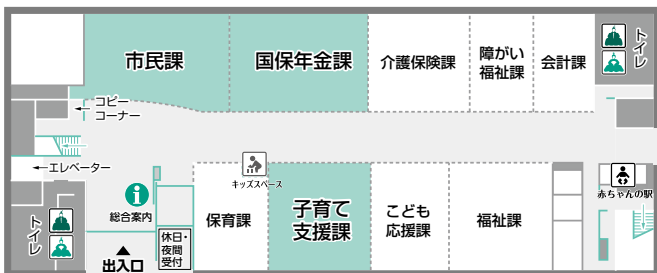 市民課
国保年金課
介護保険課
障がい
福祉課
会計課
トイレ
コピー
コーナー
エレベーター
キッズスペース
赤ちゃんの駅
総合案内
トイレ
出入口
休日・
夜間
受付
保育課
子育て
支援課
こども
応援課
福祉課